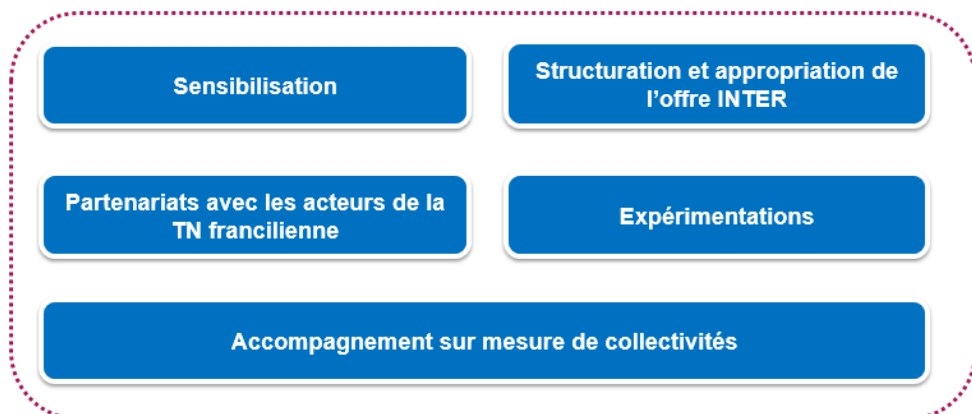 Sensibilisation
Structuration et appropriation de
l’offre INTER
Partenariats avec les acteurs de la
TN francilienne
Expérimentations
Accompagnement sur mesure de collectivités